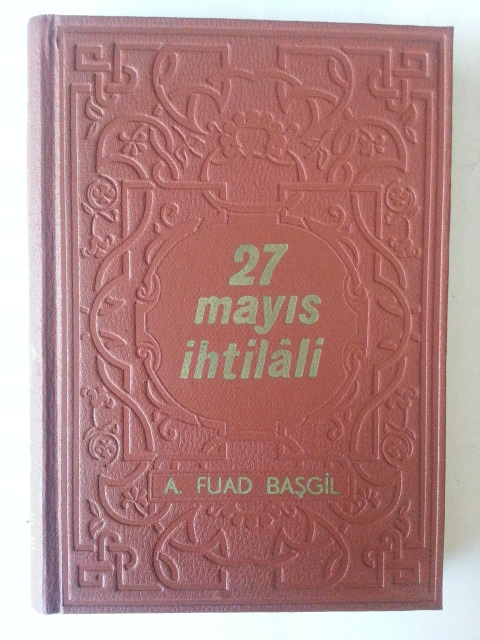 27
mayıs
ihtilâli
A. FUAD BAŞGİL